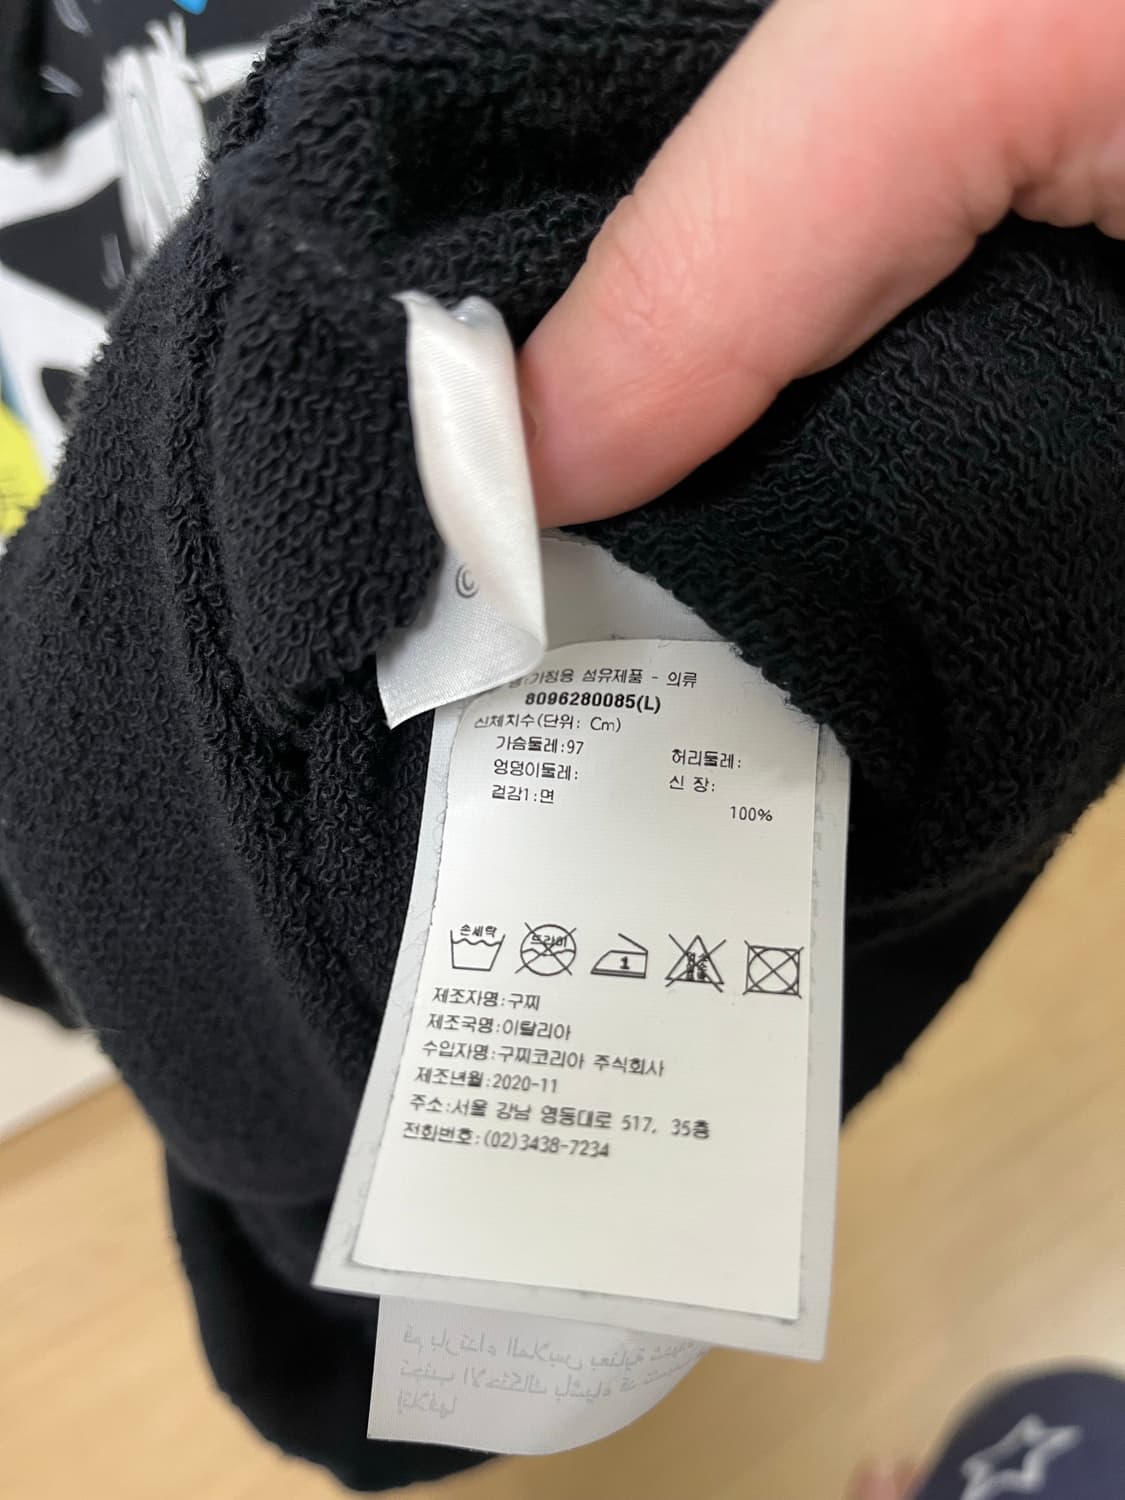 ©
명:가정용 섬유제품 - 의류
8096280085(L)
신체치수(단위: Cm)
가슴둘레:97 허리둘레:
엉덩이둘레: 신 장:
겉감1:면 100%
손세탁 드라이 1
제조자명:구찌
제조국명:이탈리아
수입자명:구찌코리아 주식회사
제조년월:2020-11
주소:서울 강남 영동대로 517, 35층
전화번호:(02)3438-7234